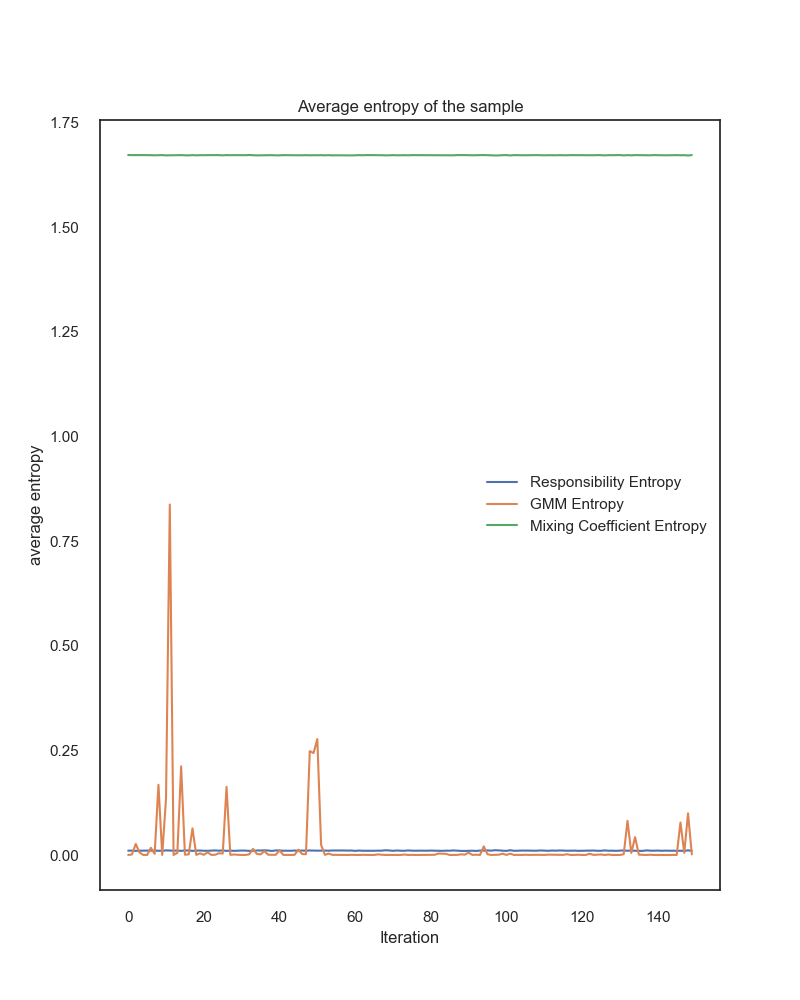 Average entropy of the sample
1.75
1.50
1.25
1.00
0.75
0.50
0.25
0.00
average entropy
Responsibility Entropy
GMM Entropy
Mixing Coefficient Entropy
0 20 40 60 80 100 120 140
Iteration